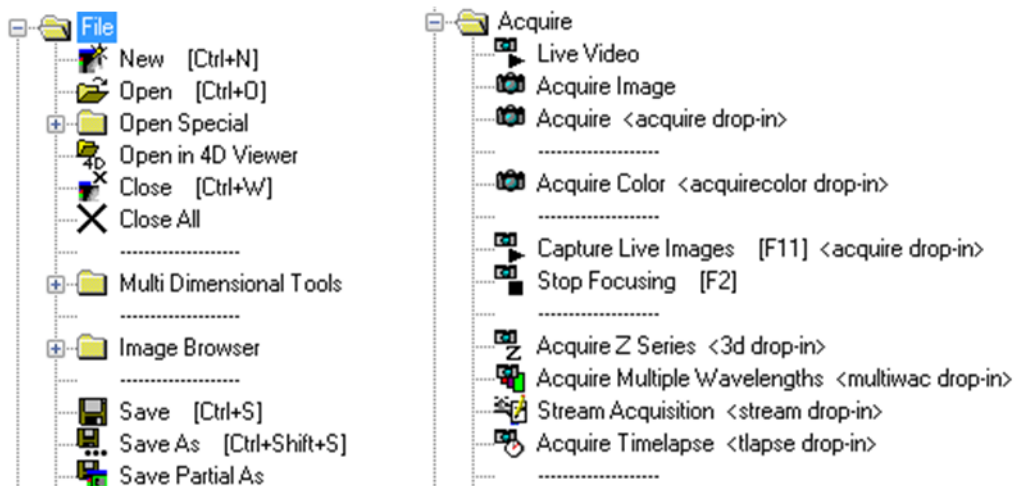 File
New [Ctrl+N]
Open [Ctrl+O]
Open Special
Open in 4D Viewer
4D
Close [Ctrl+W]
Close All
-------------------
Multi Dimensional Tools
-------------------
Image Browser
-------------------
Save [Ctrl+S]
Save As [Ctrl+Shift+S]
Save Partial As
Acquire
Live Video
Acquire Image
Acquire <acquire drop-in>
-------------------
Acquire Color <acquirecolor drop-in>
-------------------
Capture Live Images [F11] <acquire drop-in>
Stop Focusing [F2]
-------------------
Z
Acquire Z Series <3d drop-in>
Acquire Multiple Wavelengths <multiwac drop-in>
Stream Acquisition <stream drop-in>
Acquire Timelapse <tlapse drop-in>
-------------------